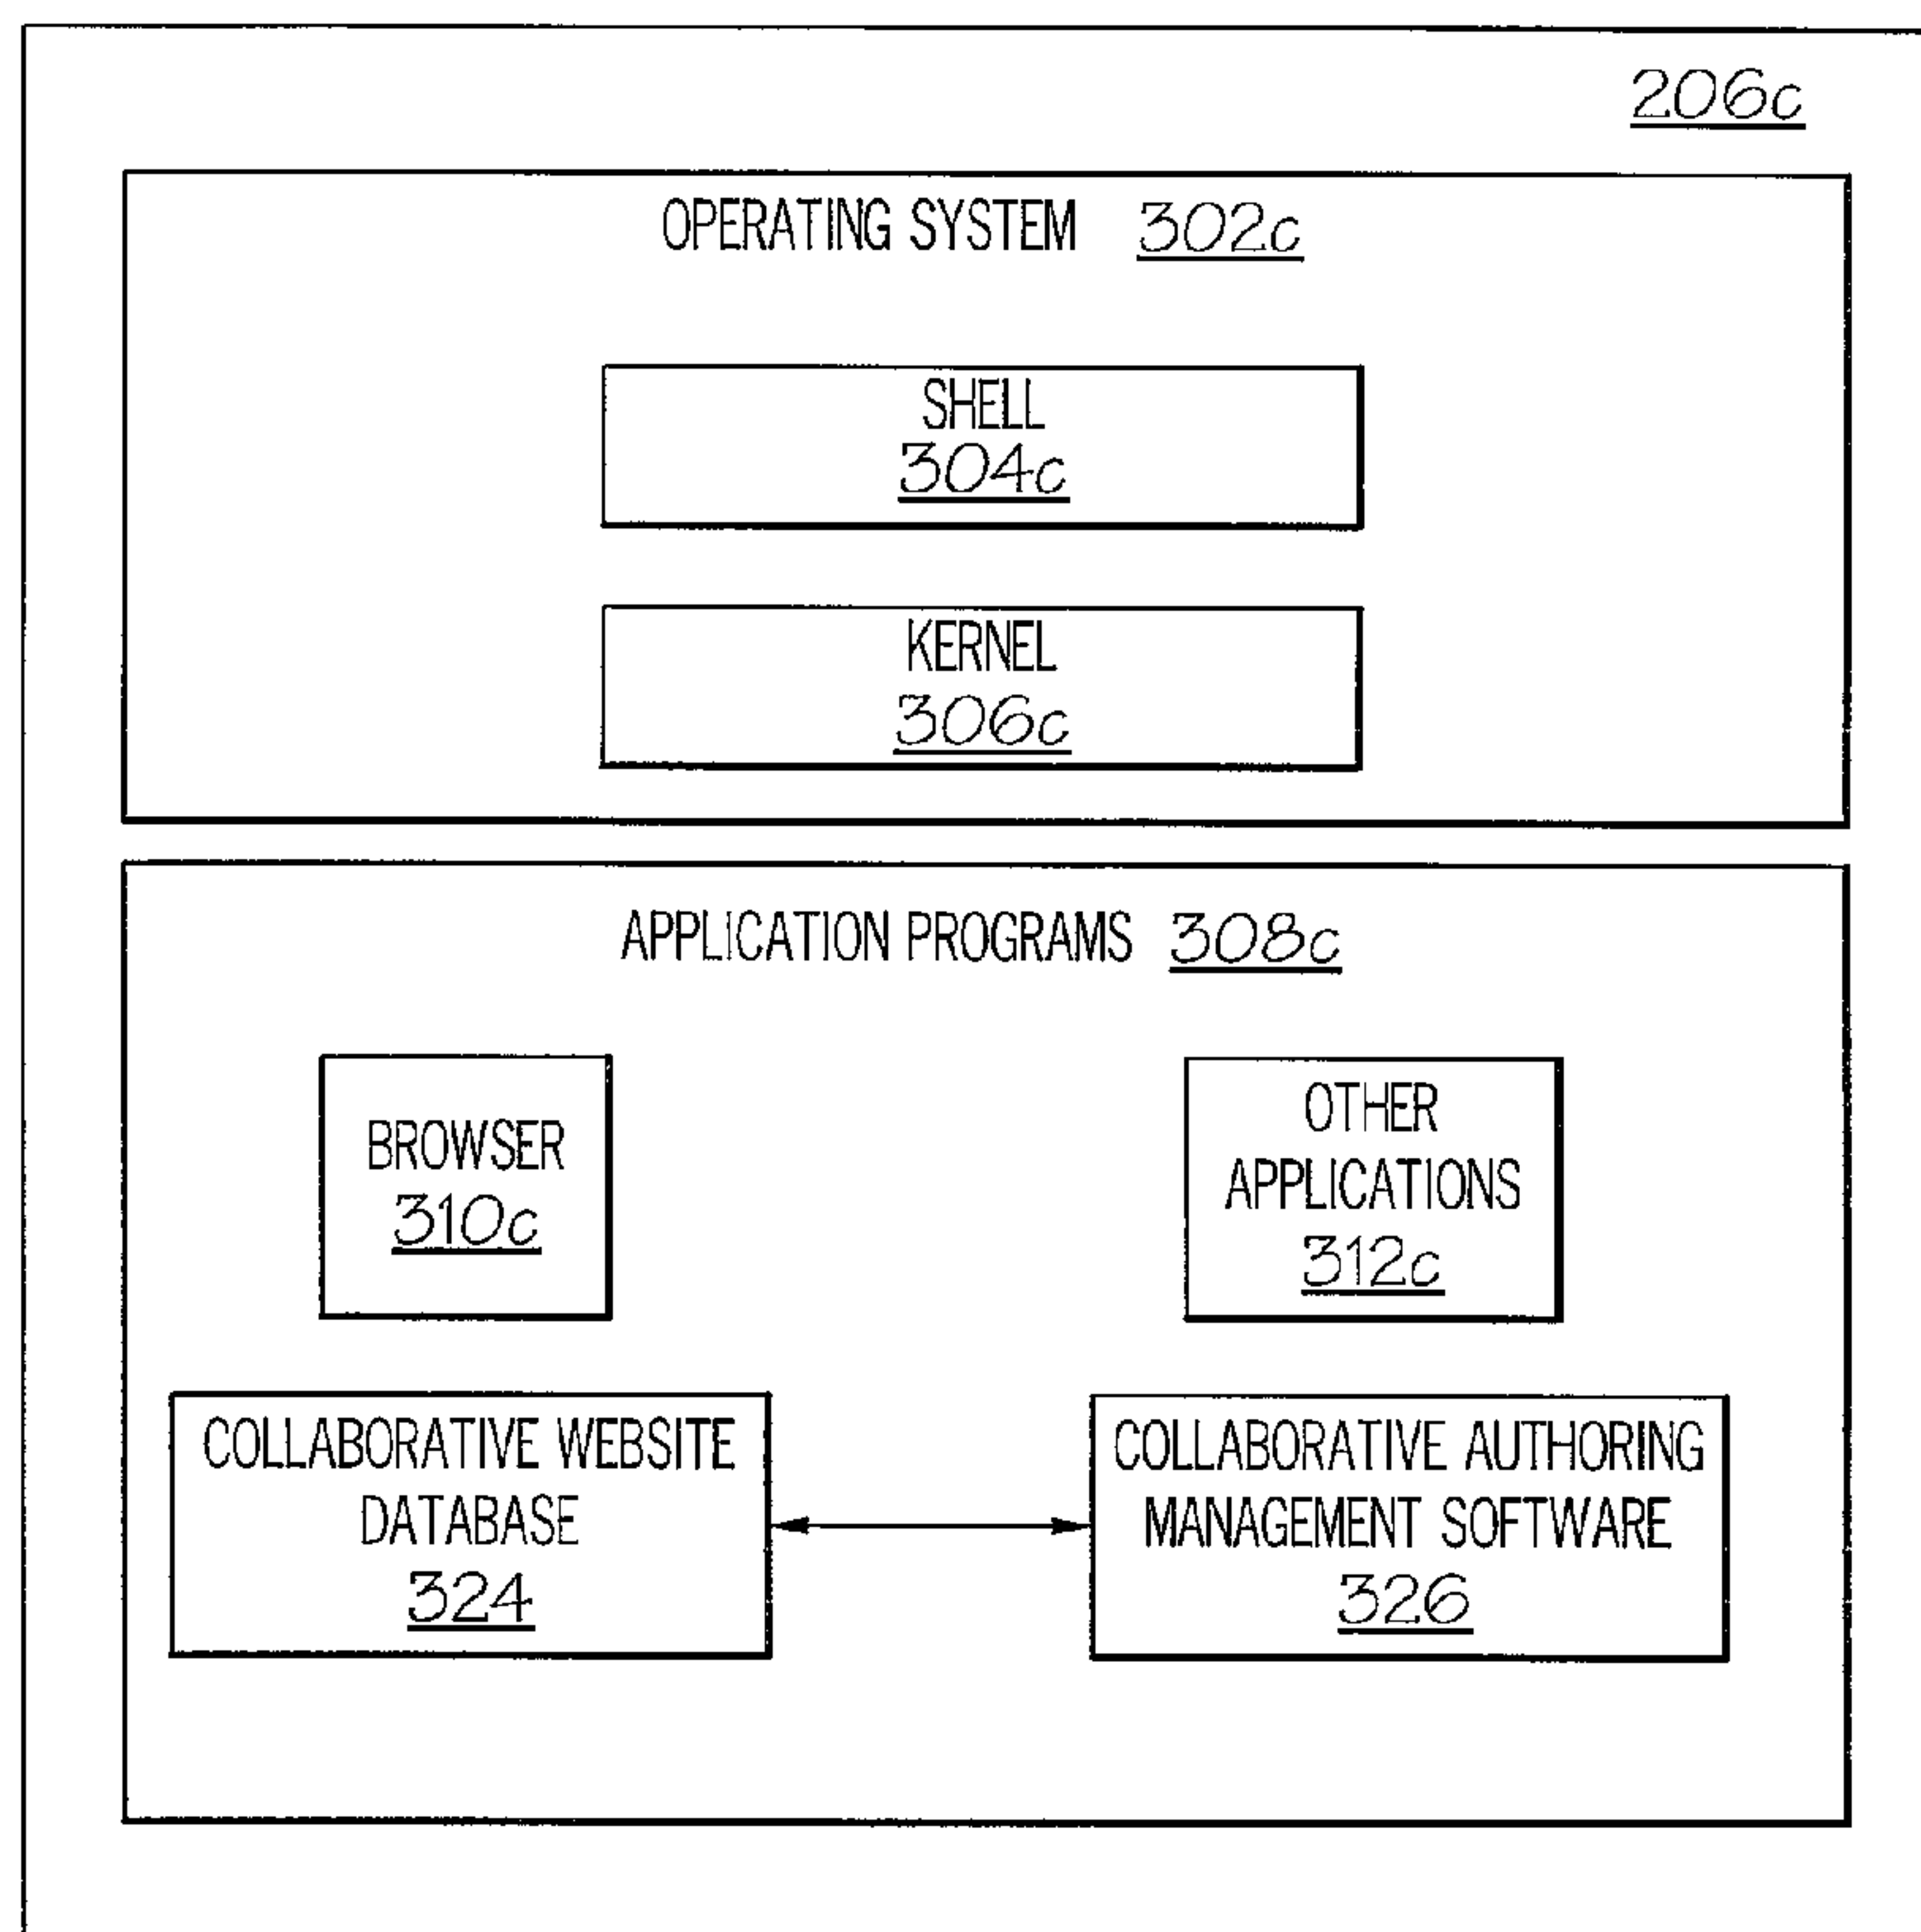 206c
OPERATING SYSTEM 302c
SHELL
304c
KERNEL
306c
APPLICATION PROGRAMS 308c
BROWSER
310c
OTHER
APPLICATIONS
312c
COLLABORATIVE WEBSITE
DATABASE
324
COLLABORATIVE AUTHORING
MANAGEMENT SOFTWARE
326